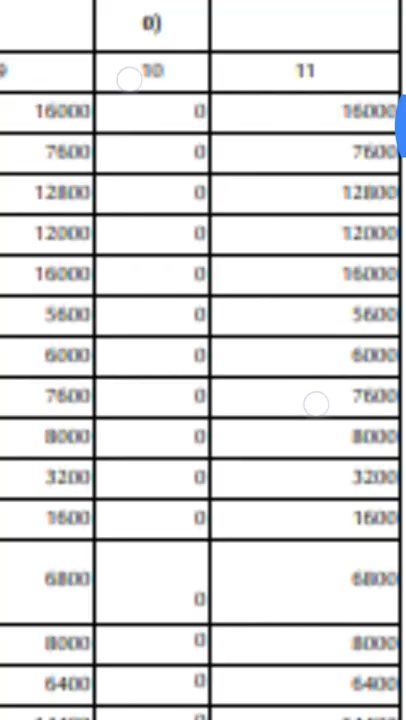 0)
9 10 11
16000 0 16000
7600 0 7600
12800 0 12800
12000 0 12000
16000 0 16000
5600 0 5600
6000 0 6000
7600 0 7600
8000 0 8000
3200 0 3200
1600 0 1600
6800 0 6800
8000 0 8000
6400 0 6400